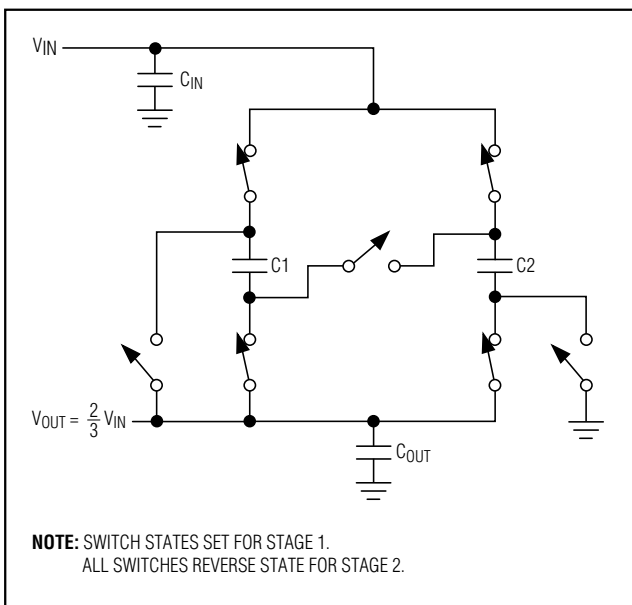 VIN
CIN
C1
C2
VOUT = 2/3 VIN
COUT
NOTE: SWITCH STATES SET FOR STAGE 1.
ALL SWITCHES REVERSE STATE FOR STAGE 2.